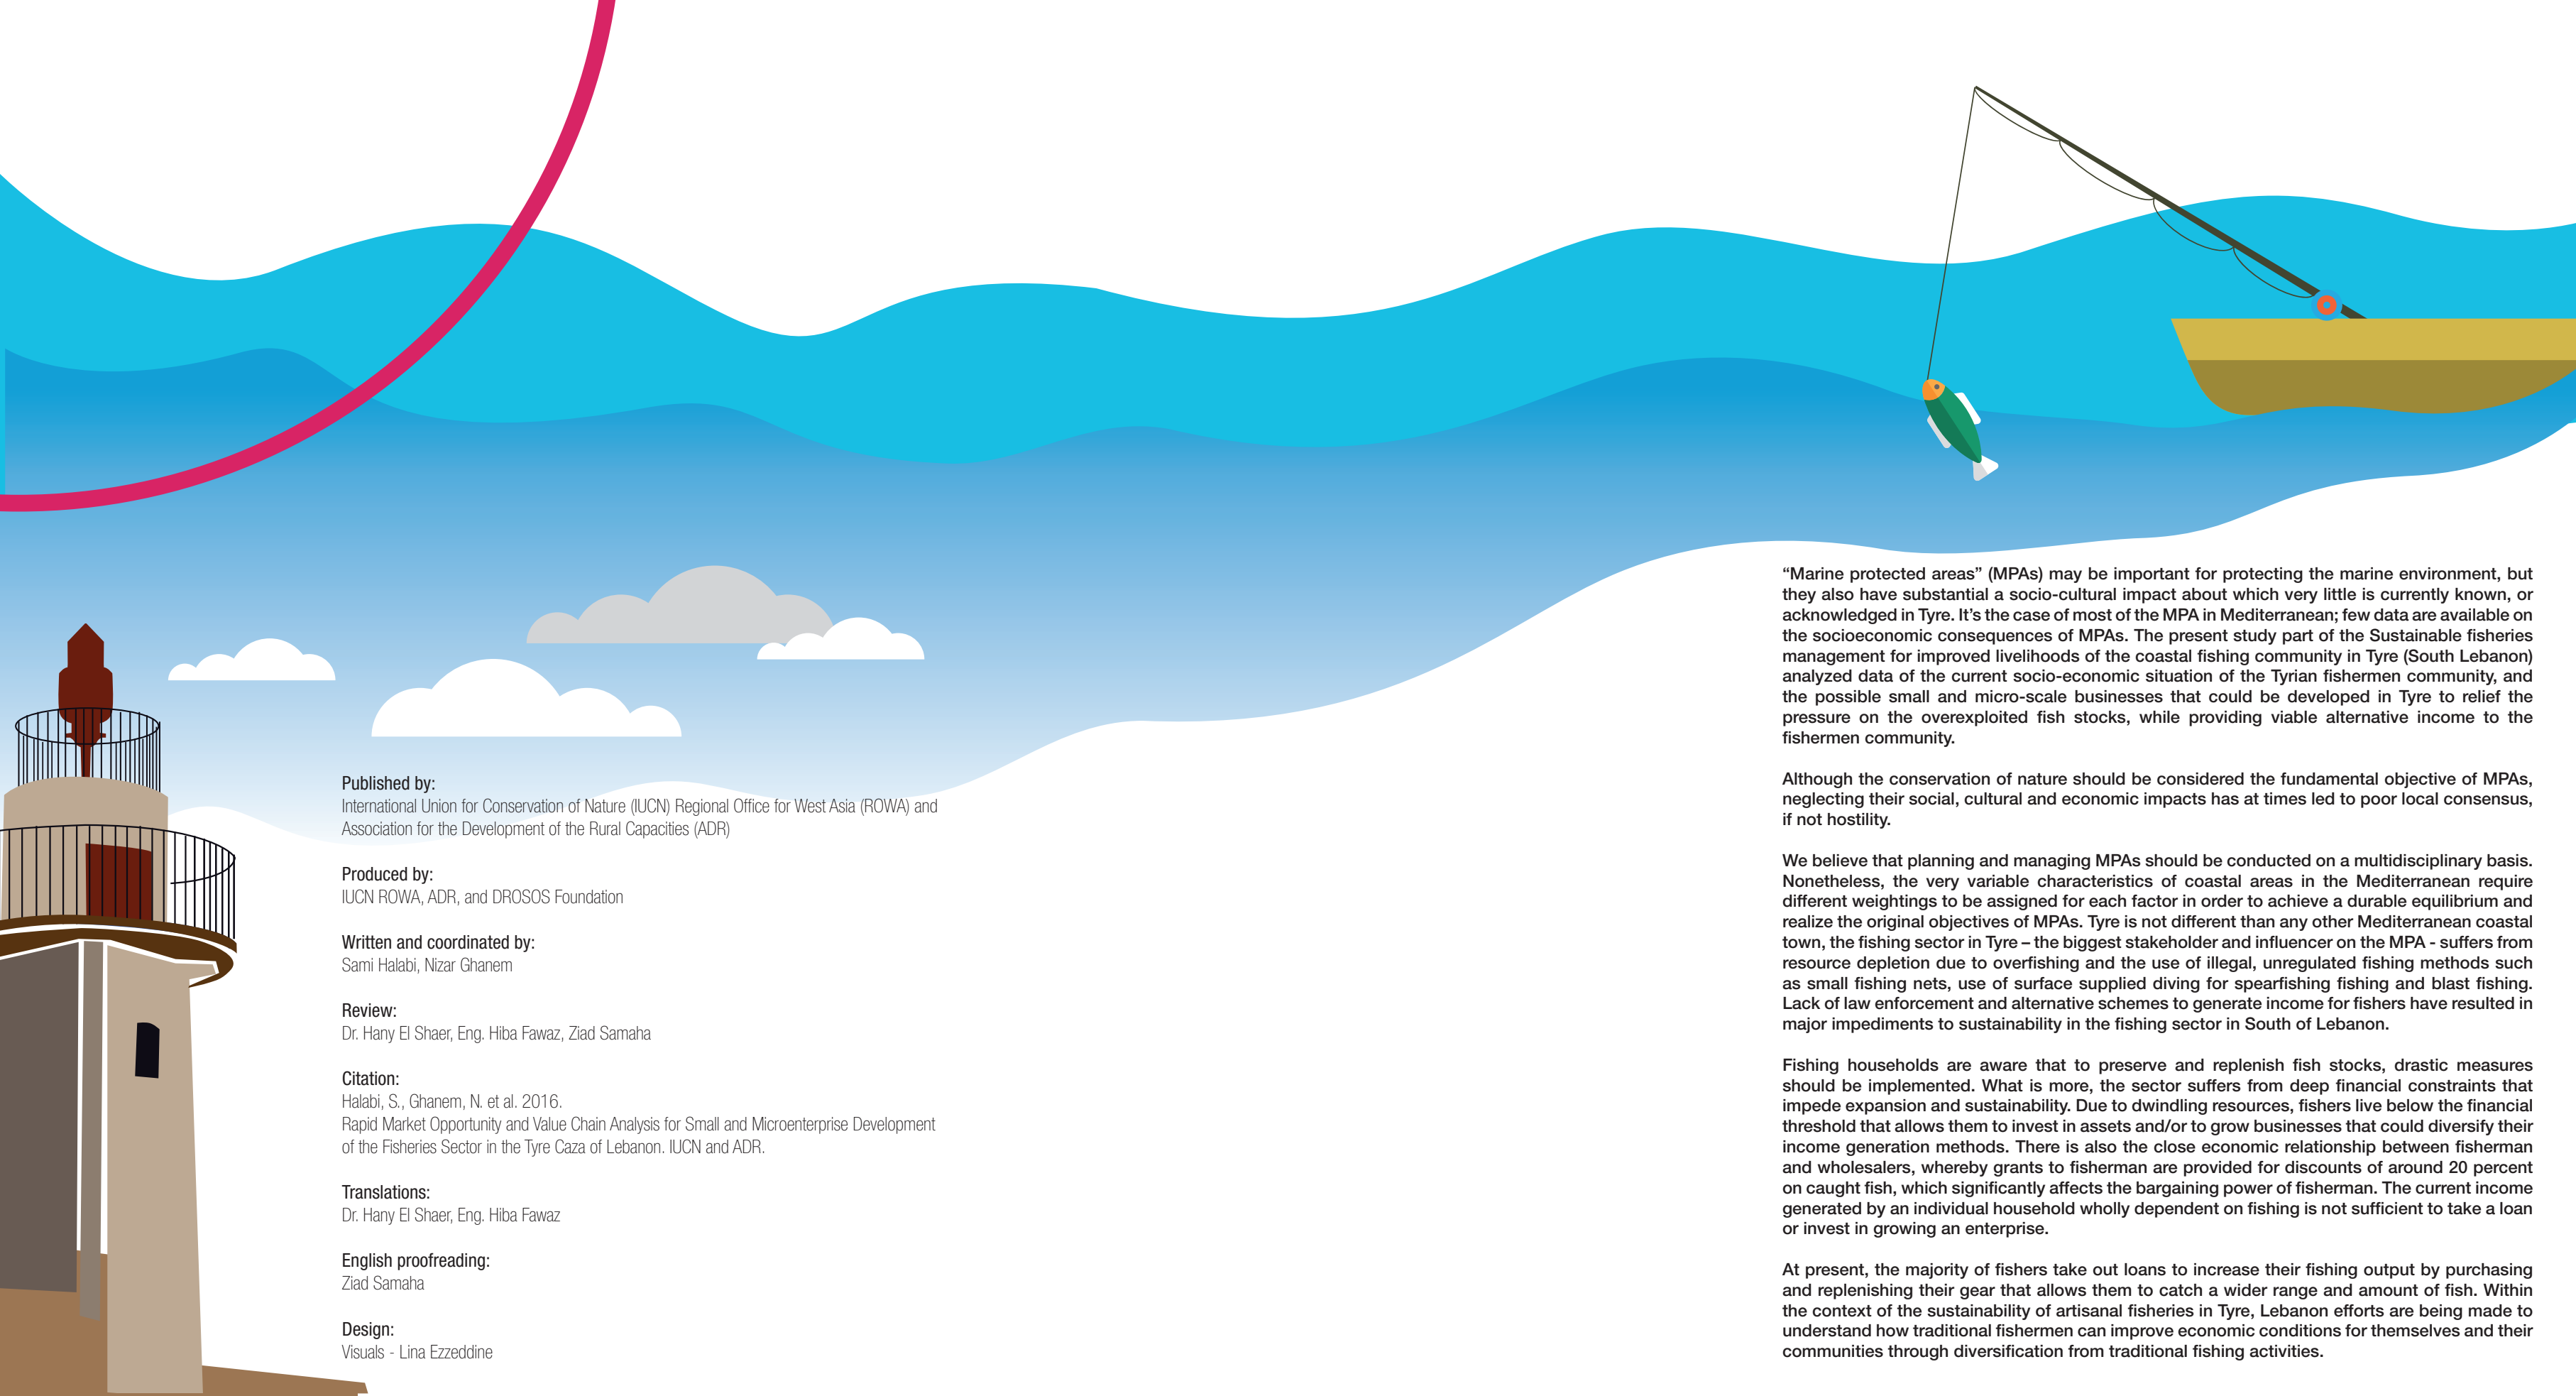 Published by:
International Union for Conservation of Nature (IUCN) Regional Office for West Asia (ROWA) and
Association for the Development of the Rural Capacities (ADR)
Produced by:
IUCN ROWA, ADR, and DROSOS Foundation
Written and coordinated by:
Sami Halabi, Nizar Ghanem
Review:
Dr. Hany El Shaer, Eng. Hiba Fawaz, Ziad Samaha
Citation:
Halabi, S., Ghanem, N. et al. 2016.
Rapid Market Opportunity and Value Chain Analysis for Small and Microenterprise Development
of the Fisheries Sector in the Tyre Caza of Lebanon. IUCN and ADR.
Translations:
Dr. Hany El Shaer, Eng. Hiba Fawaz
English proofreading:
Ziad Samaha
Design:
Visuals - Lina Ezzeddine
“Marine protected areas” (MPAs) may be important for protecting the marine environment, but
they also have substantial a socio-cultural impact about which very little is currently known, or
acknowledged in Tyre. It’s the case of most of the MPA in Mediterranean; few data are available on
the socioeconomic consequences of MPAs. The present study part of the Sustainable fisheries
management for improved livelihoods of the coastal fishing community in Tyre (South Lebanon)
analyzed data of the current socio-economic situation of the Tyrian fishermen community, and
the possible small and micro-scale businesses that could be developed in Tyre to relief the
pressure on the overexploited fish stocks, while providing viable alternative income to the
fishermen community.
Although the conservation of nature should be considered the fundamental objective of MPAs,
neglecting their social, cultural and economic impacts has at times led to poor local consensus,
if not hostility.
We believe that planning and managing MPAs should be conducted on a multidisciplinary basis.
Nonetheless, the very variable characteristics of coastal areas in the Mediterranean require
different weightings to be assigned for each factor in order to achieve a durable equilibrium and
realize the original objectives of MPAs. Tyre is not different than any other Mediterranean coastal
town, the fishing sector in Tyre – the biggest stakeholder and influencer on the MPA - suffers from
resource depletion due to overfishing and the use of illegal, unregulated fishing methods such
as small fishing nets, use of surface supplied diving for spearfishing fishing and blast fishing.
Lack of law enforcement and alternative schemes to generate income for fishers have resulted in
major impediments to sustainability in the fishing sector in South of Lebanon.
Fishing households are aware that to preserve and replenish fish stocks, drastic measures
should be implemented. What is more, the sector suffers from deep financial constraints that
impede expansion and sustainability. Due to dwindling resources, fishers live below the financial
threshold that allows them to invest in assets and/or to grow businesses that could diversify their
income generation methods. There is also the close economic relationship between fisherman
and wholesalers, whereby grants to fisherman are provided for discounts of around 20 percent
on caught fish, which significantly affects the bargaining power of fisherman. The current income
generated by an individual household wholly dependent on fishing is not sufficient to take a loan
or invest in growing an enterprise.
At present, the majority of fishers take out loans to increase their fishing output by purchasing
and replenishing their gear that allows them to catch a wider range and amount of fish. Within
the context of the sustainability of artisanal fisheries in Tyre, Lebanon efforts are being made to
understand how traditional fishermen can improve economic conditions for themselves and their
communities through diversification from traditional fishing activities.